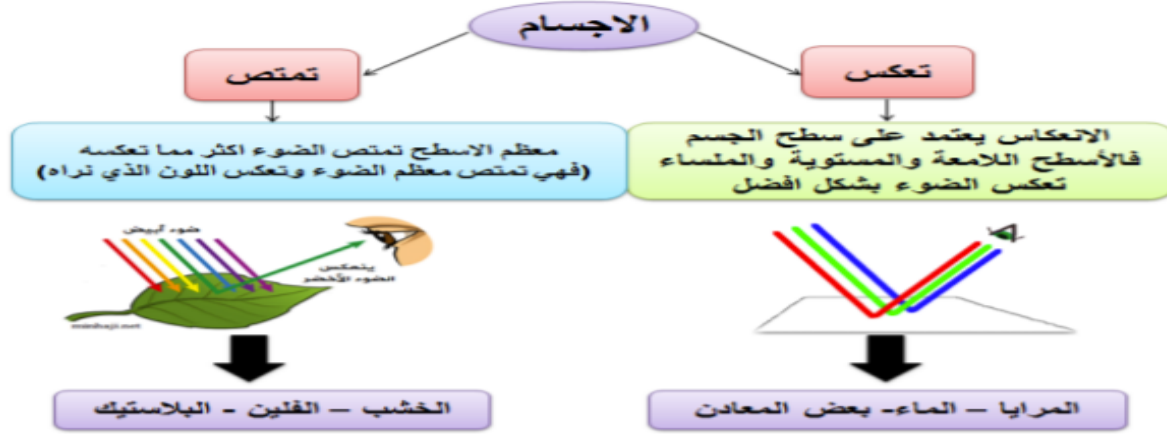 الاجسام
تعكس
تمتص
الانعكاس يعتمد على سطح الجسم
فالأسطح اللامعة والمستوية والملساء
تعكس الضوء بشكل افضل
معظم الاسطح تمتص الضوء اكثر مما تعكسه
(فهي تمتص معظم الضوء وتعكس اللون الذي نراه)
ضوء أبيض
ينعكس
الضوء الأخضر
minhaji.net
المرايا – الماء- بعض المعادن
الخشب – الفلين - البلاستيك